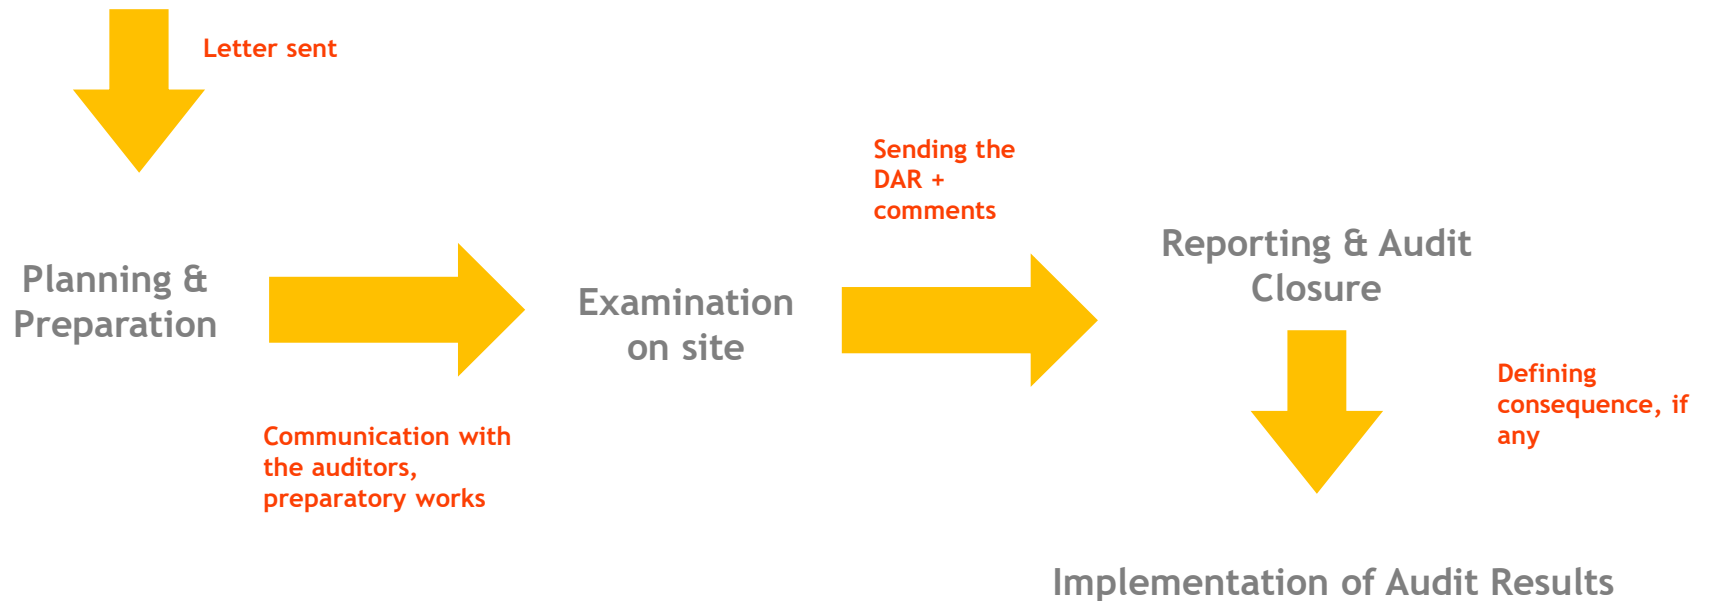 Letter sent
Planning &
Preparation
Communication with
the auditors,
preparatory works
Examination
on site
Sending the
DAR +
comments
Reporting & Audit
Closure
Defining
consequence, if
any
Implementation of Audit Results